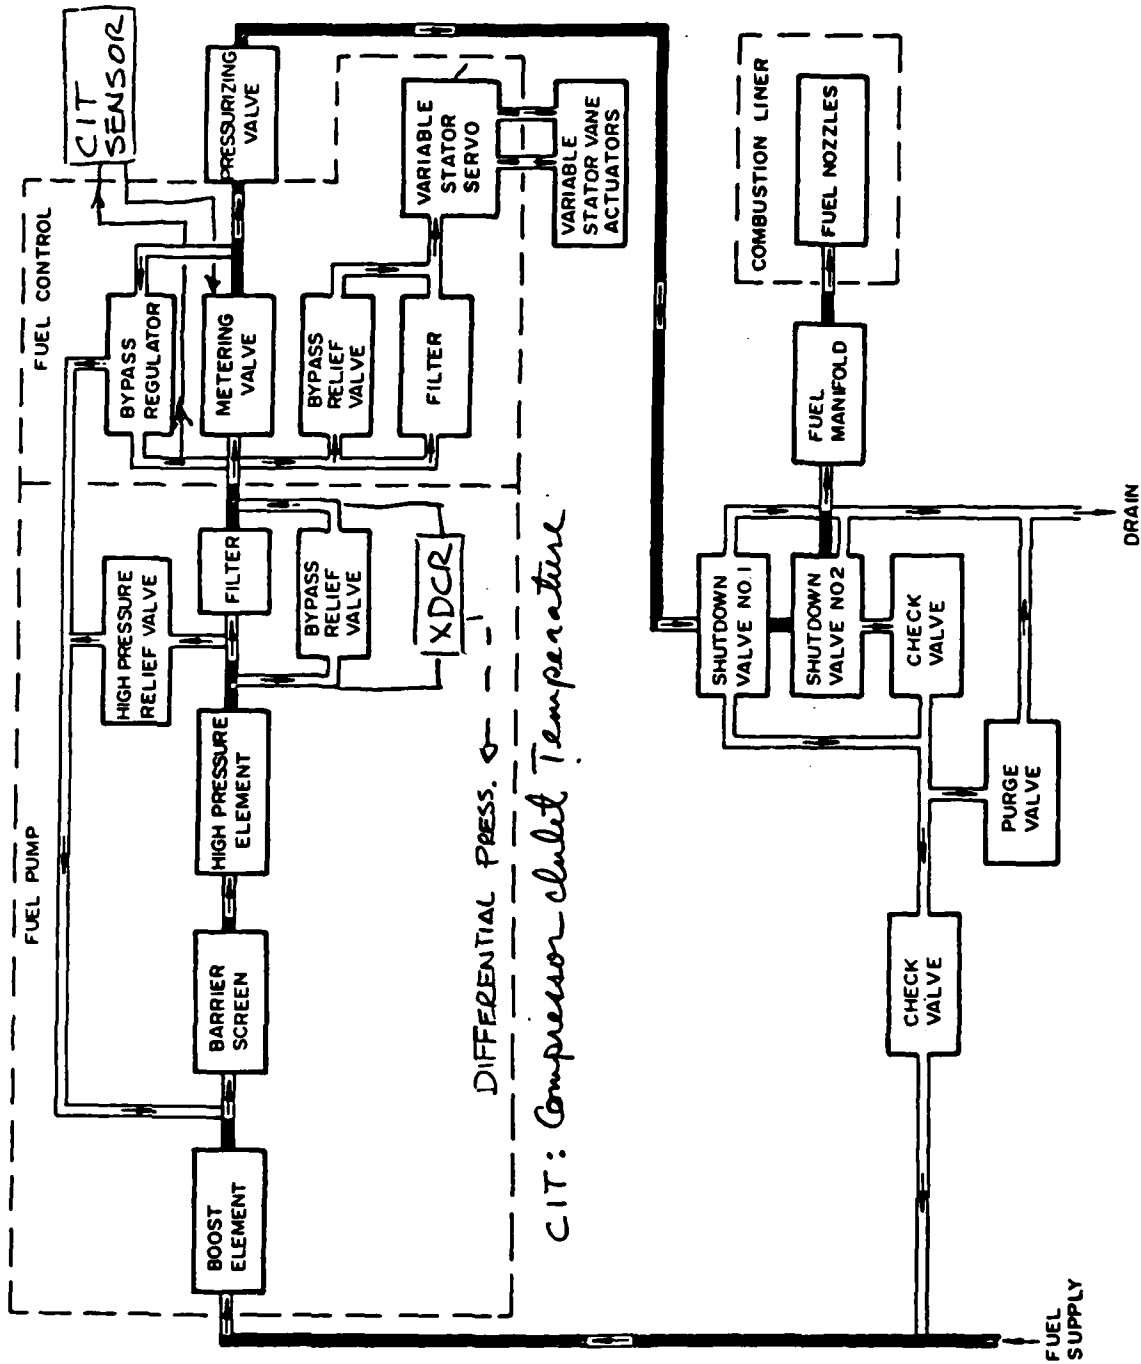 FUEL PUMP
FUEL CONTROL
CIT
SENSOR
BOOST
ELEMENT
BARRIER
SCREEN
HIGH PRESSURE
ELEMENT
HIGH PRESSURE
RELIEF VALVE
FILTER
BYPASS
RELIEF
VALVE
XDCR
DIFFERENTIAL PRESS.
BYPASS
REGULATOR
METERING
VALVE
BYPASS
RELIEF
VALVE
FILTER
PRESSURIZING
VALVE
VARIABLE
STATOR
SERVO
VARIABLE
STATOR VANE
ACTUATORS
CIT: Compressor Inlet Temperature
SHUTDOWN
VALVE NO.1
SHUTDOWN
VALVE NO2
CHECK
VALVE
FUEL
MANIFOLD
COMBUSTION LINER
FUEL NOZZLES
CHECK
VALVE
PURGE
VALVE
DRAIN
FUEL
SUPPLY